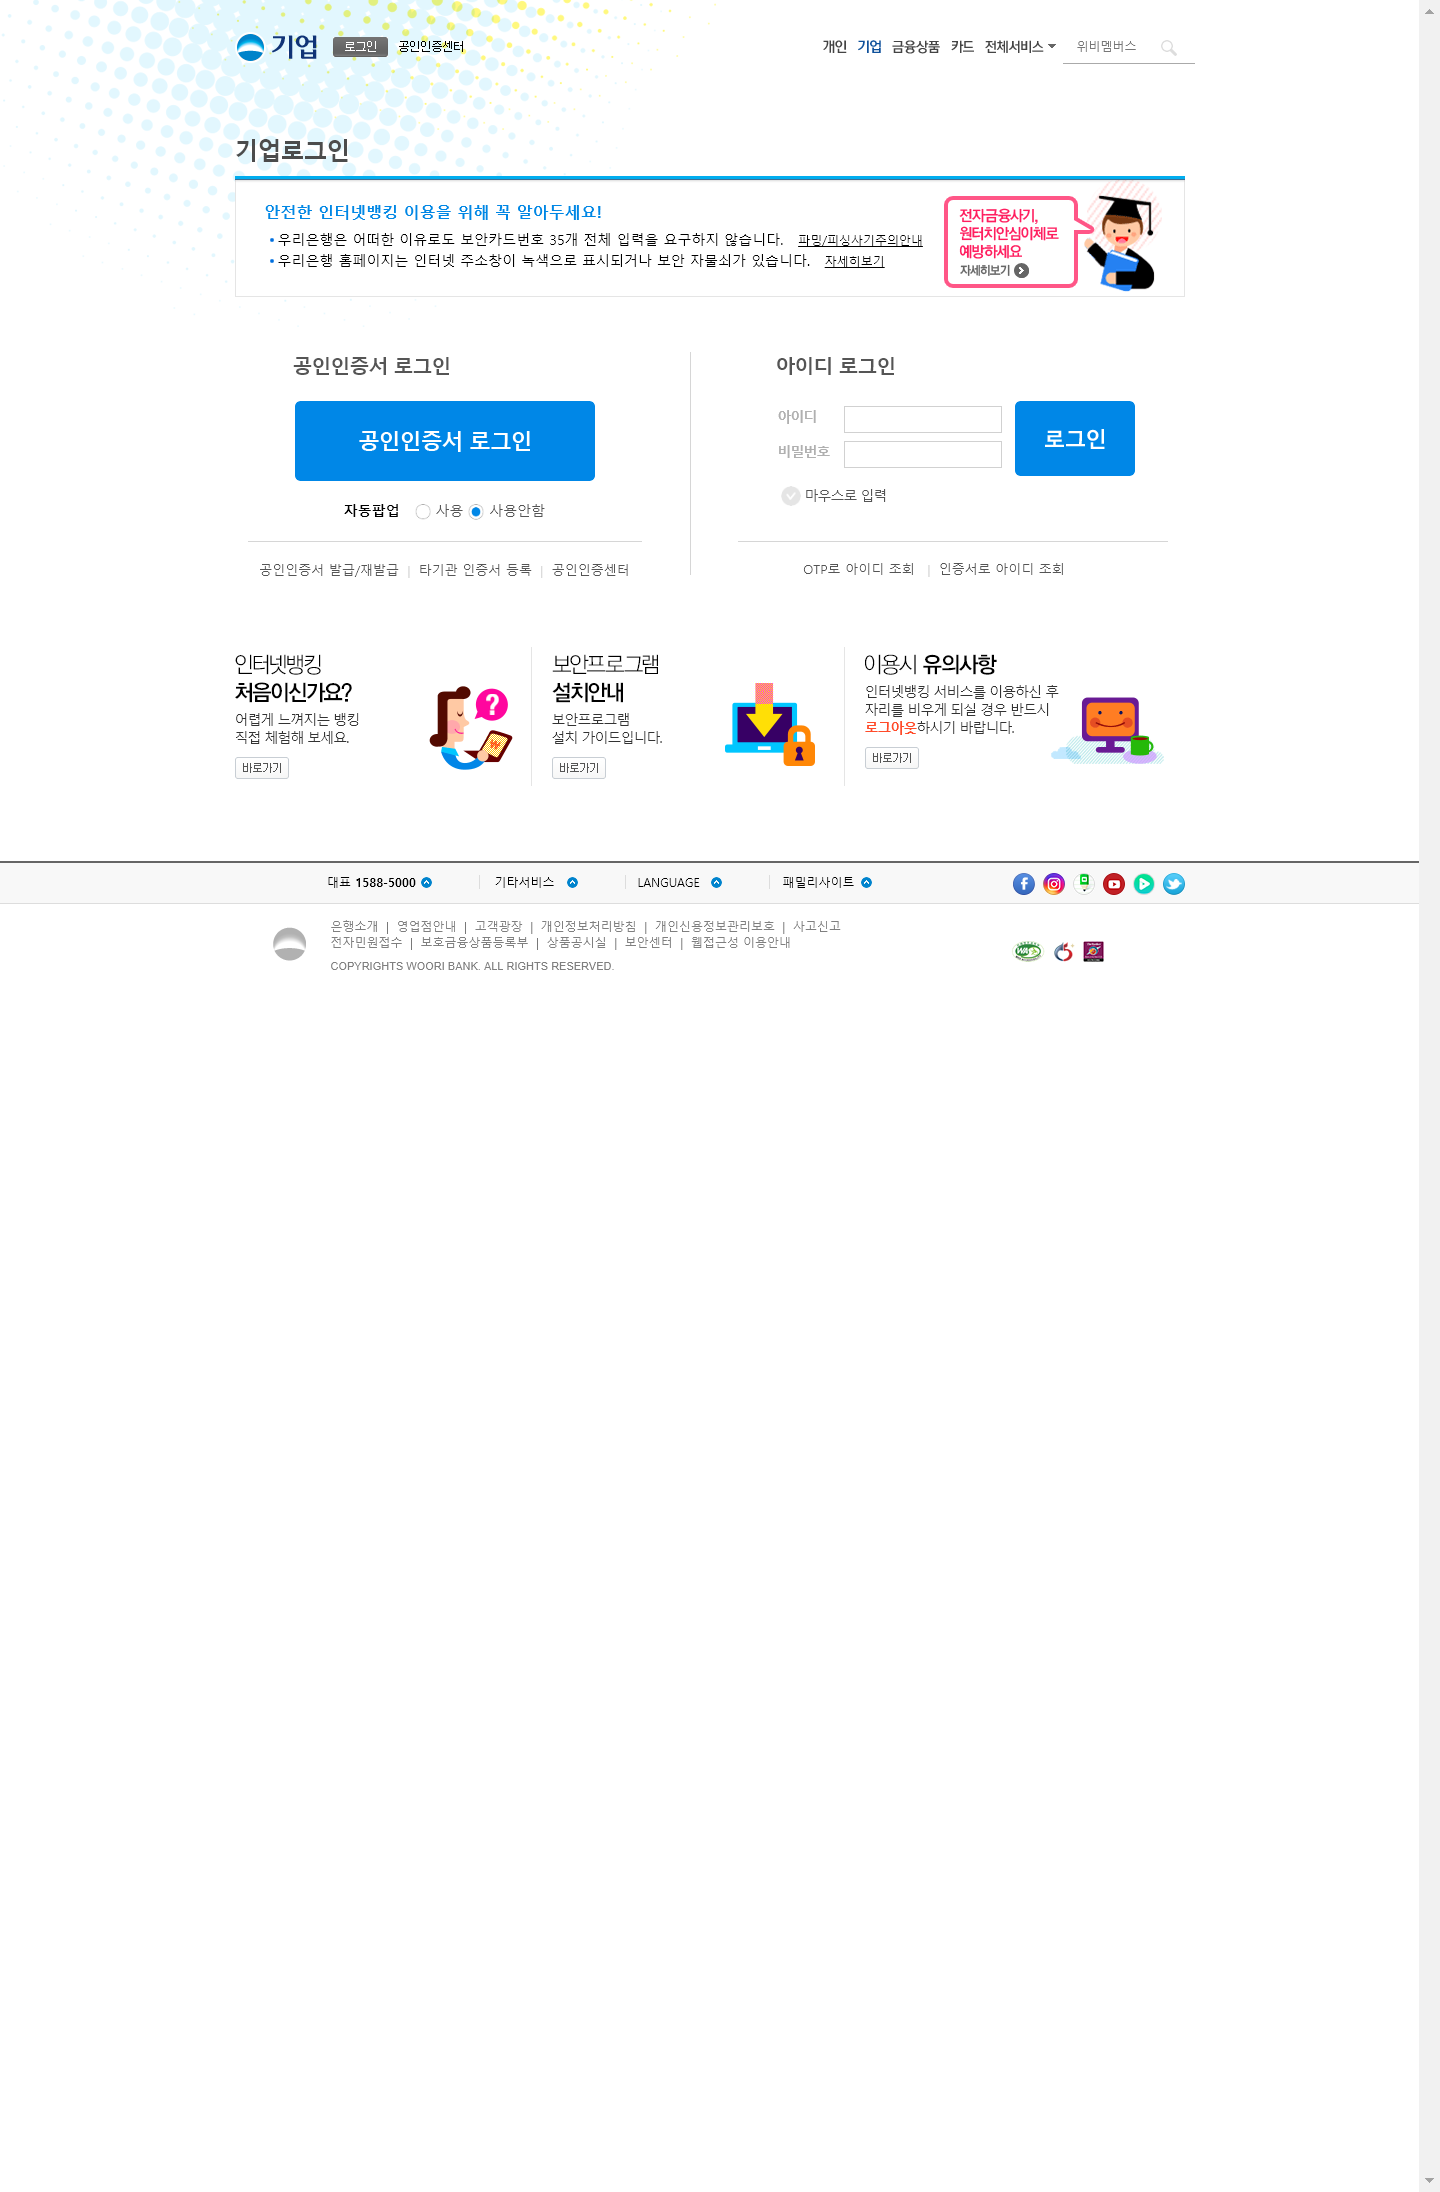 기업 로그인 공인인증센터 개인 기업 금융상품 카드 전체서비스 위비멤버스
기업로그인
안전한 인터넷뱅킹 이용을 위해 꼭 알아두세요!
우리은행은 어떠한 이유로도 보안카드번호 35개 전체 입력을 요구하지 않습니다. 파밍/피싱사기주의안내
우리은행 홈페이지는 인터넷 주소창이 녹색으로 표시되거나 보안 자물쇠가 있습니다. 자세히보기
전자금융사기,
원터치안심이체로
예방하세요
자세히보기
공인인증서 로그인
공인인증서 로그인
자동팝업 사용 사용안함
공인인증서 발급/재발급 | 타기관 인증서 등록 | 공인인증센터
아이디 로그인
아이디
비밀번호
로그인
마우스로 입력
OTP로 아이디 조회 | 인증서로 아이디 조회
인터넷뱅킹
처음이신가요?
어렵게 느껴지는 뱅킹
직접 체험해 보세요.
바로가기
보안프로그램
설치안내
보안프로그램
설치 가이드입니다.
바로가기
이용시 유의사항
인터넷뱅킹 서비스를 이용하신 후
자리를 비우게 되실 경우 반드시
로그아웃하시기 바랍니다.
바로가기
대표 1588-5000 기타서비스 LANGUAGE 패밀리사이트
은행소개 | 영업점안내 | 고객광장 | 개인정보처리방침 | 개인신용정보관리보호 | 사고신고
전자민원접수 | 보호금융상품등록부 | 상품공시실 | 보안센터 | 웹접근성 이용안내
COPYRIGHTS WOORI BANK. ALL RIGHTS RESERVED.
WA